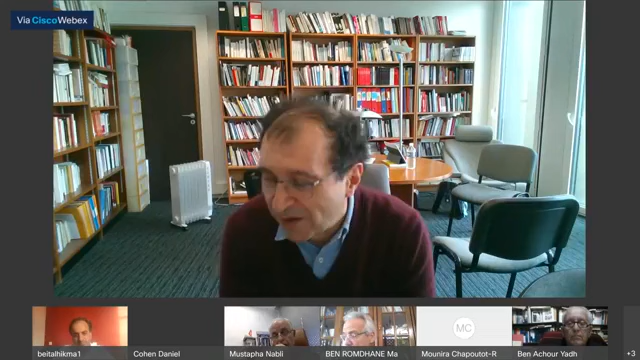 Via Cisco Webex
MC
beitalhikma1
Cohen Daniel
Mustapha Nabli
BEN ROMDHANE Ma
Mounira Chapoutot-R
Ben Achour Yadh
+3